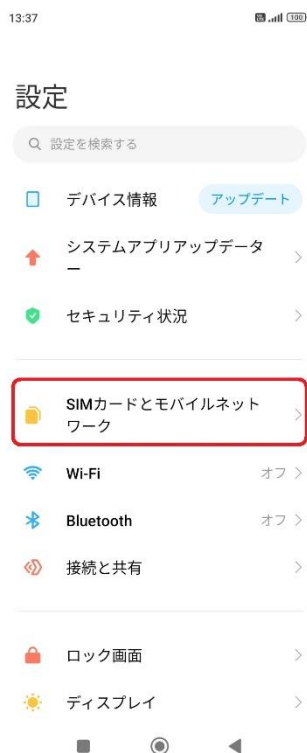 13:37
100
設定
設定を検索する
デバイス情報
アップデート
システムアプリアップデータ
ー
セキュリティ状況
SIMカードとモバイルネット
ワーク
Wi-Fi
オフ
Bluetooth
オフ
接続と共有
ロック画面
ディスプレイ